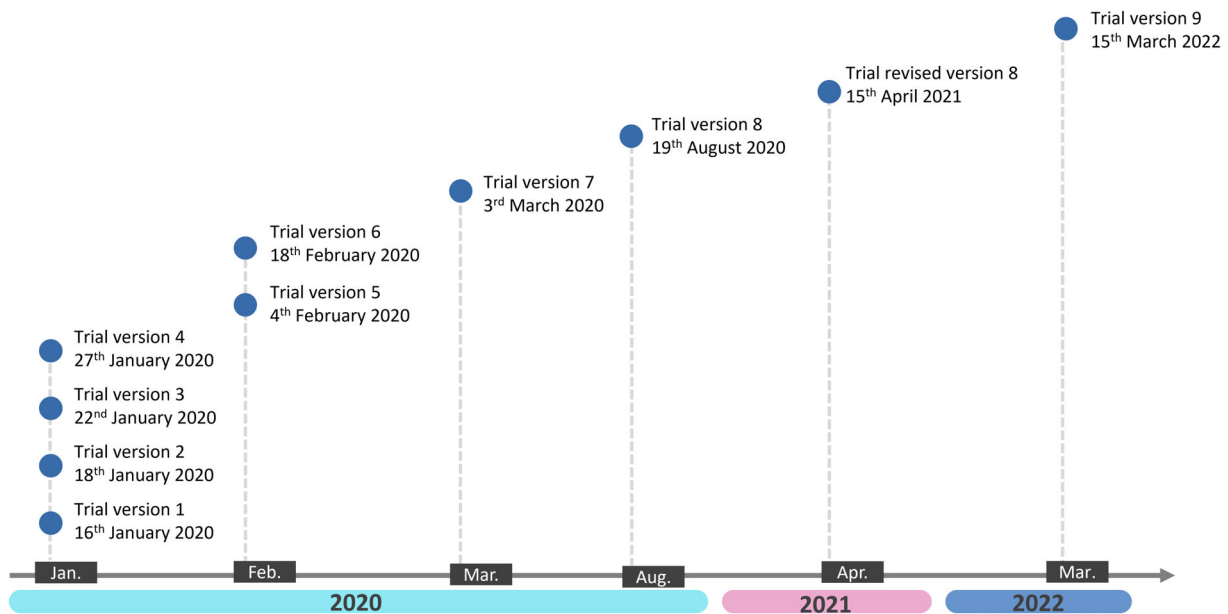 Trial version 9
15th March 2022
Trial revised version 8
15th April 2021
Trial version 8
19th August 2020
Trial version 7
3rd March 2020
Trial version 6
18th February 2020
Trial version 5
4th February 2020
Trial version 4
27th January 2020
Trial version 3
22nd January 2020
Trial version 2
18th January 2020
Trial version 1
16th January 2020
Jan.
Feb.
Mar.
Aug.
Apr.
Mar.
2020
2021
2022